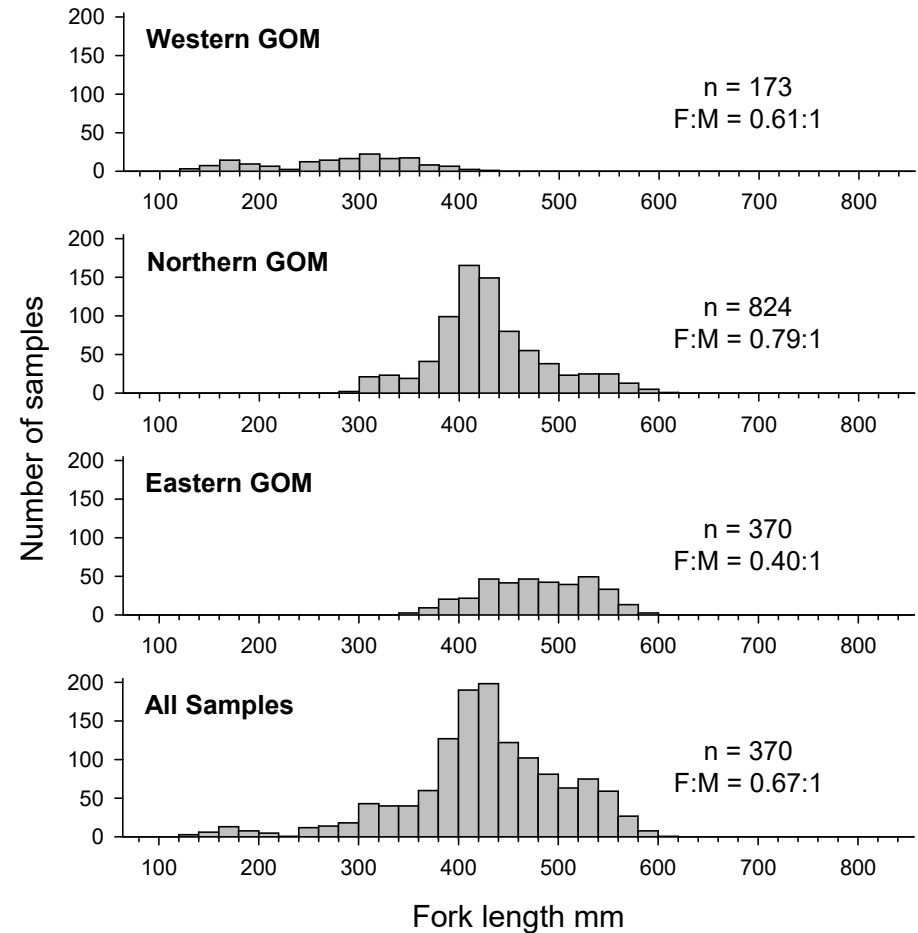 Number of samples
200
150
100
50
0
Western GOM
n = 173
F:M = 0.61:1
100 200 300 400 500 600 700 800
200
150
100
50
0
Northern GOM
n = 824
F:M = 0.79:1
100 200 300 400 500 600 700 800
200
150
100
50
0
Eastern GOM
n = 370
F:M = 0.40:1
100 200 300 400 500 600 700 800
200
150
100
50
0
All Samples
n = 370
F:M = 0.67:1
100 200 300 400 500 600 700 800
Fork length mm